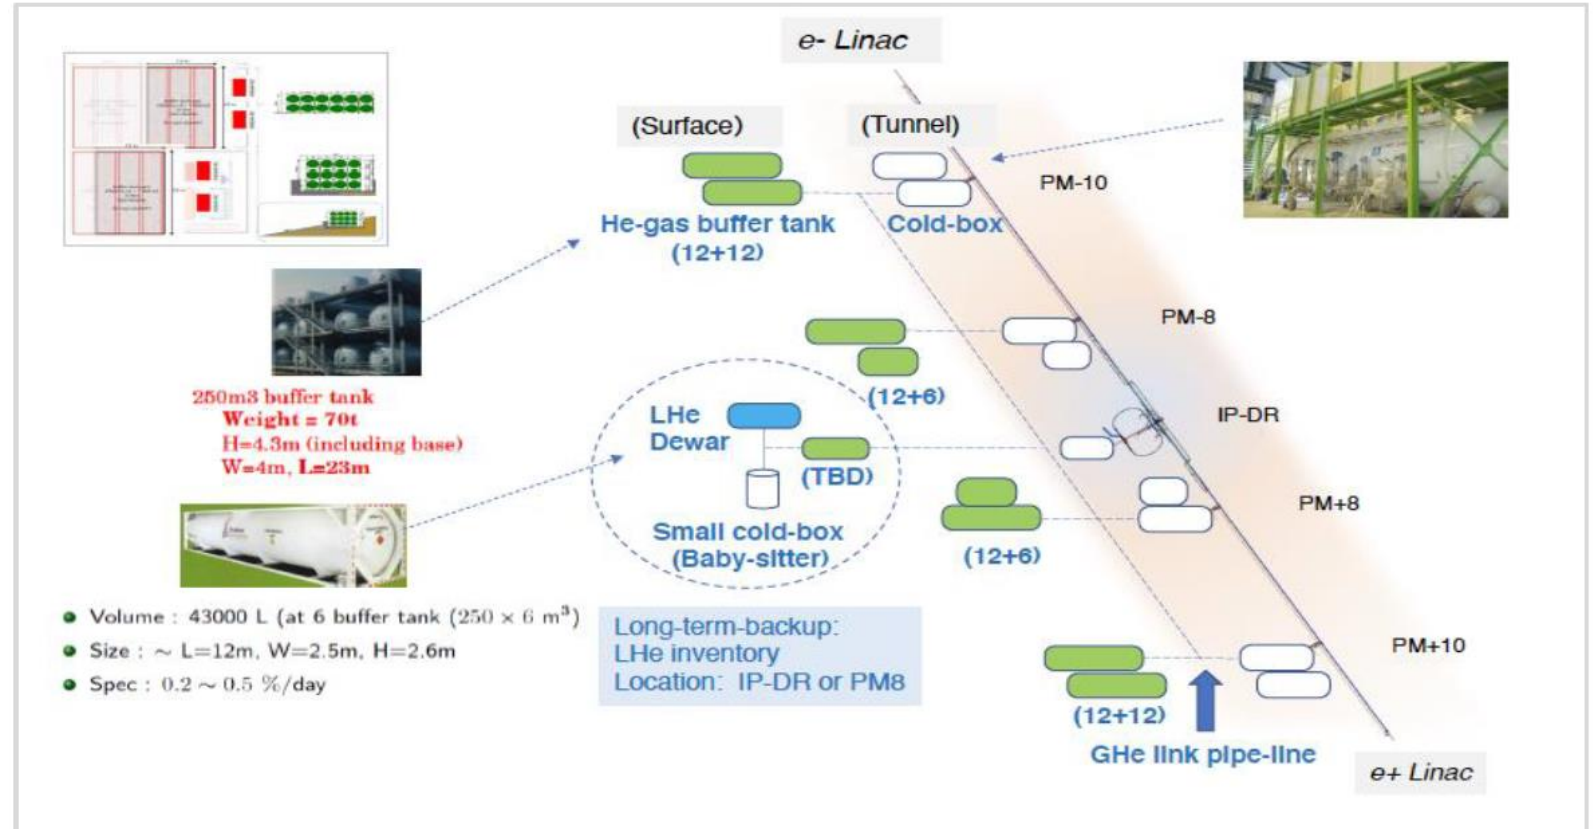 e- Linac
(Surface)
(Tunnel)
PM-10
He-gas buffer tank
(12+12)
Cold-box
PM-8
250m3 buffer tank
Weight = 70t
H=4.3m (including base)
W=4m, L=23m
(12+6)
LHe
Dewar
IP-DR
(TBD)
PM+8
Small cold-box
(Baby-sitter)
(12+6)
Volume : 43000 L (at 6 buffer tank (250 × 6 m³)
Size : ~ L=12m, W=2.5m, H=2.6m
Spec : 0.2 ~ 0.5 %/day
Long-term-backup:
LHe inventory
Location: IP-DR or PM8
PM+10
(12+12)
GHe link pipe-line
e+ Linac